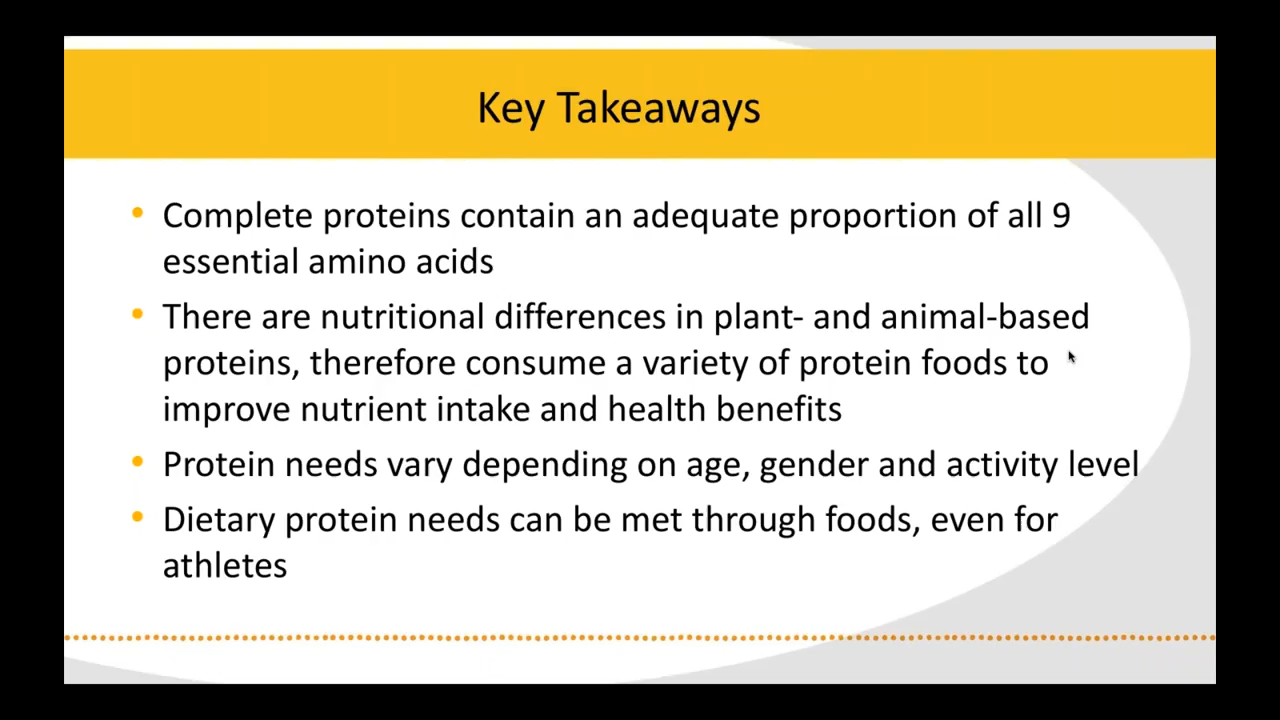 Key Takeaways
• Complete proteins contain an adequate proportion of all 9
essential amino acids
• There are nutritional differences in plant- and animal-based
proteins, therefore consume a variety of protein foods to
improve nutrient intake and health benefits
• Protein needs vary depending on age, gender and activity level
• Dietary protein needs can be met through foods, even for
athletes